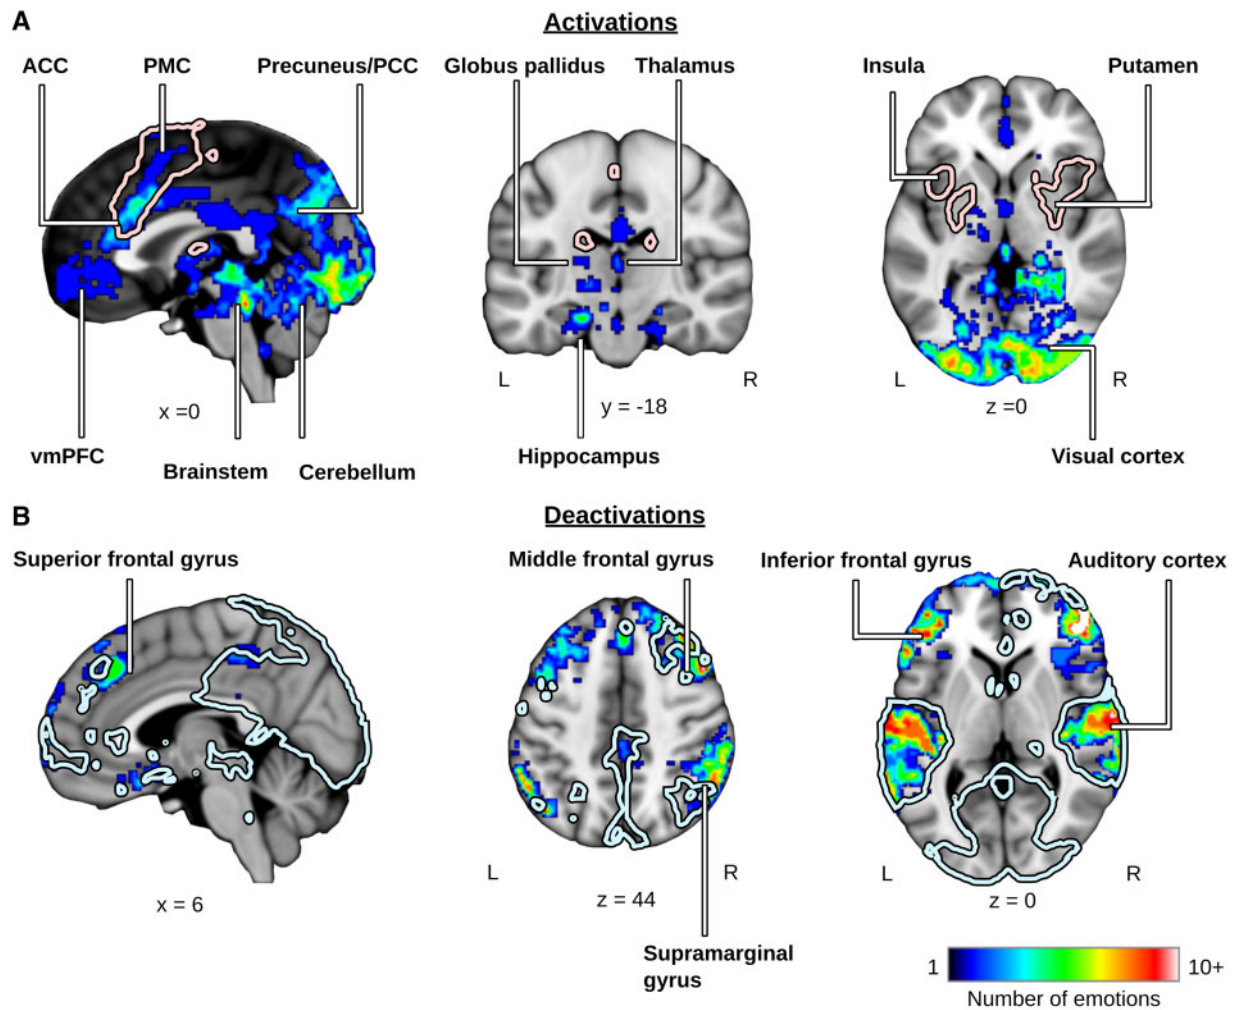 A
Activations
ACC
PMC
Precuneus/PCC
Globus pallidus
Thalamus
Insula
Putamen
L
R
L
R
x =0
y = -18
z =0
vmPFC
Brainstem
Cerebellum
Hippocampus
Visual cortex
B
Deactivations
Superior frontal gyrus
Middle frontal gyrus
Inferior frontal gyrus
Auditory cortex
L
R
L
R
x = 6
z = 44
z = 0
Supramarginal
gyrus
1
10+
Number of emotions